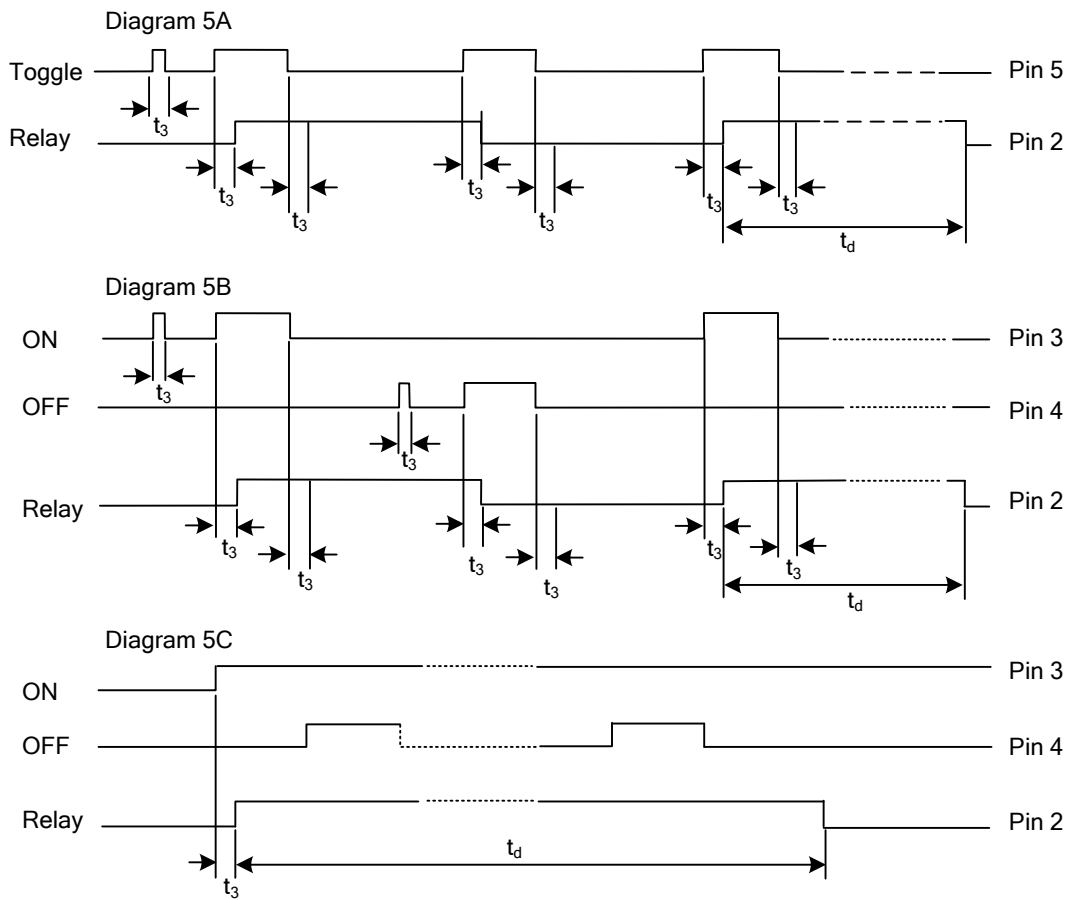 Diagram 5A
Toggle Pin 5
t3
Relay Pin 2
t3 t3 t3 t3 t3 t3
td
Diagram 5B
ON Pin 3
t3
OFF Pin 4
t3
Relay Pin 2
t3 t3 t3 t3 t3 t3
td
Diagram 5C
ON Pin 3
OFF Pin 4
Relay Pin 2
td
t3